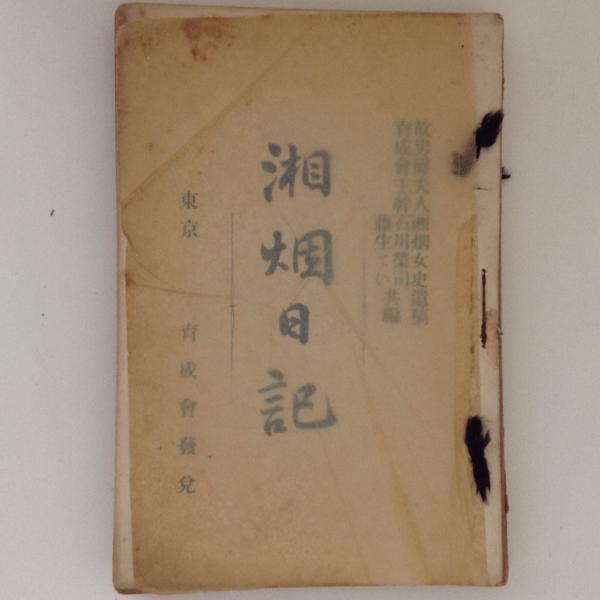 故男爵夫人湘烟女史遺稿
育成會主幹石川榮司
藤生てい共編
湘烟日記
東京
育成會發兌